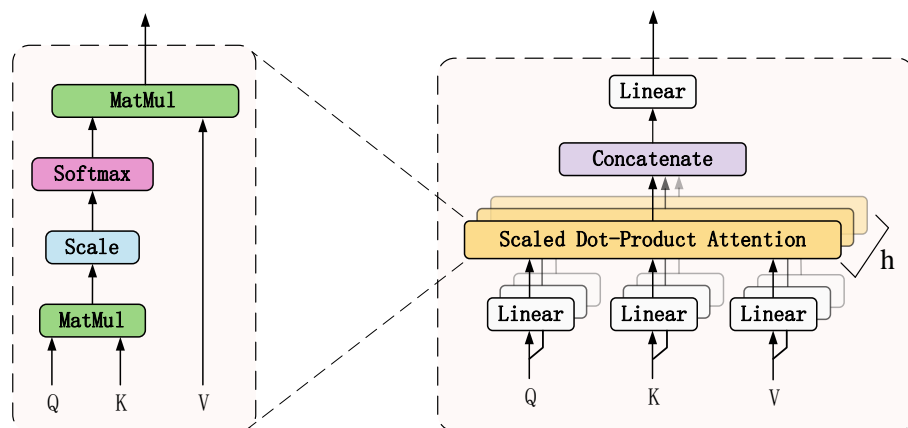 MatMul
Softmax
Scale
MatMul
Q K V
Linear
Concatenate
Scaled Dot-Product Attention
h
Linear Linear Linear
Q K V